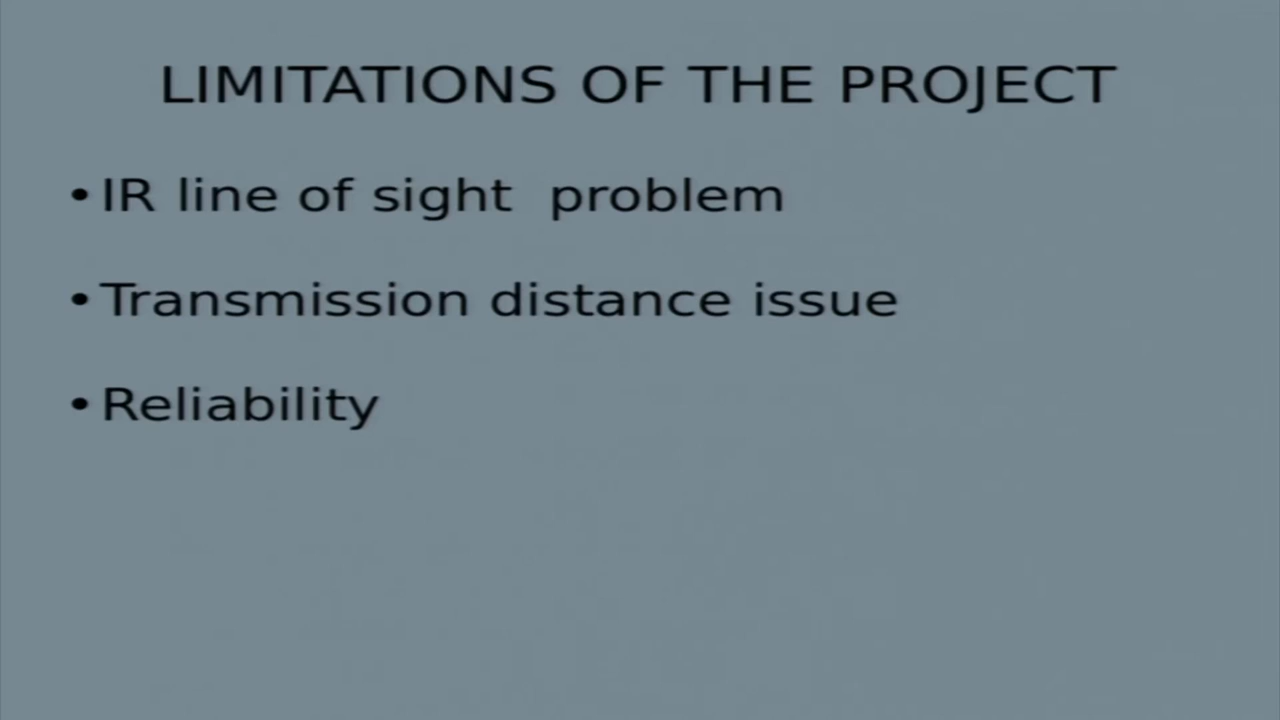 LIMITATIONS OF THE PROJECT
• IR line of sight  problem
• Transmission distance issue
• Reliability